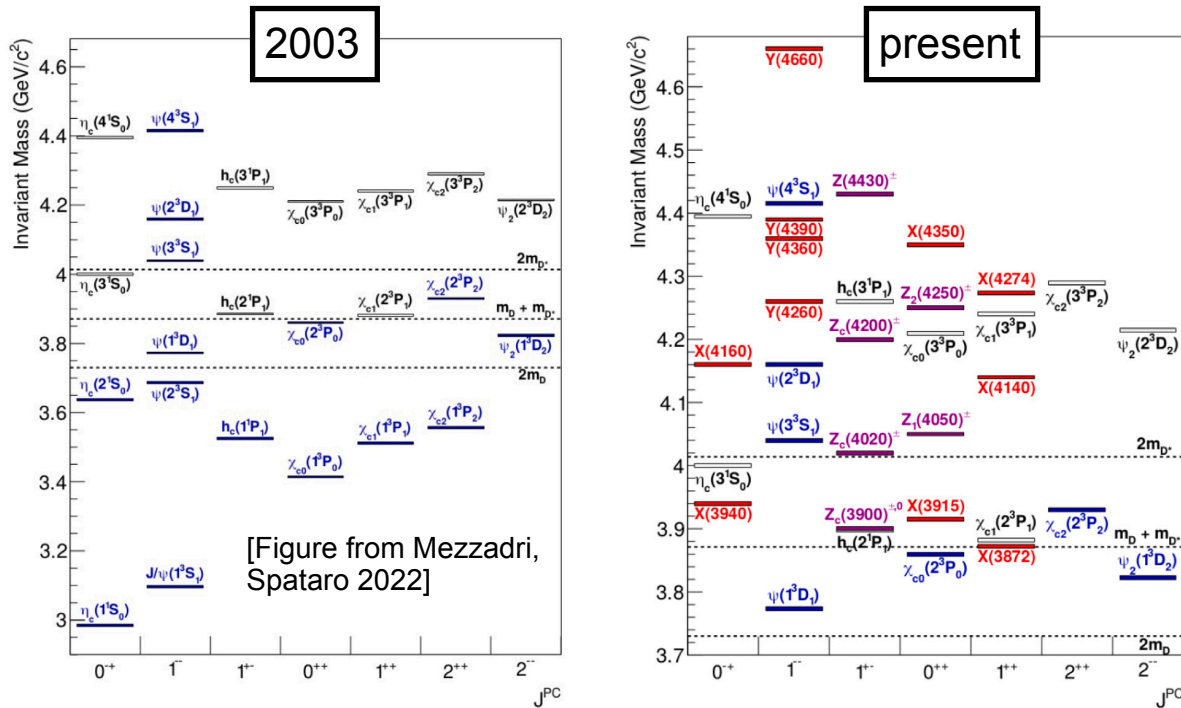 2003
Invariant Mass (GeV/c²)
4.6
4.4
4.2
4
3.8
3.6
3.4
3.2
3
ηc(4¹S₀)
ψ(4³S₁)
hc(3¹P₁)
χc2(3³P₂)
χc1(3³P₁)
χc0(3³P₀)
ψ₂(2³D₂)
ψ(2³D₁)
ψ(3³S₁)
2mD*
ηc(3¹S₀)
hc(2¹P₁)
χc1(2³P₁)
χc2(2³P₂)
mD + mD*
χc0(2³P₀)
ψ₂(1³D₂)
ψ(1³D₁)
2mD
ηc(2¹S₀)
ψ(2³S₁)
hc(1¹P₁)
χc0(1³P₀)
χc1(1³P₁)
χc2(1³P₂)
[Figure from Mezzadri,
Spataro 2022]
J/ψ(1³S₁)
ηc(1¹S₀)
0⁻⁺ 1⁻⁻ 1⁺⁻ 0⁺⁺ 1⁺⁺ 2⁺⁺ 2⁻⁻
Jᴾᶜ
present
Invariant Mass (GeV/c²)
4.6
4.5
4.4
4.3
4.2
4.1
4
3.9
3.8
3.7
Y(4660)
Z(4430)±
ηc(4¹S₀)
ψ(4³S₁)
Y(4390)
Y(4360)
X(4350)
X(4274)
hc(3¹P₁)
Z₂(4250)±
χc2(3³P₂)
Y(4260)
Zc(4200)±
χc0(3³P₀)
χc1(3³P₁)
ψ₂(2³D₂)
X(4160)
ψ(2³D₁)
X(4140)
ψ(3³S₁)
Zc(4020)±
Z₁(4050)±
2mD*
ηc(3¹S₀)
X(3940)
Zc(3900)±,0
hc(2¹P₁)
X(3915)
χc1(2³P₁)
X(3872)
χc2(2³P₂)
mD + mD*
χc0(2³P₀)
ψ₂(1³D₂)
ψ(1³D₁)
2mD
0⁻⁺ 1⁻⁻ 1⁺⁻ 0⁺⁺ 1⁺⁺ 2⁺⁺ 2⁻⁻
Jᴾᶜ